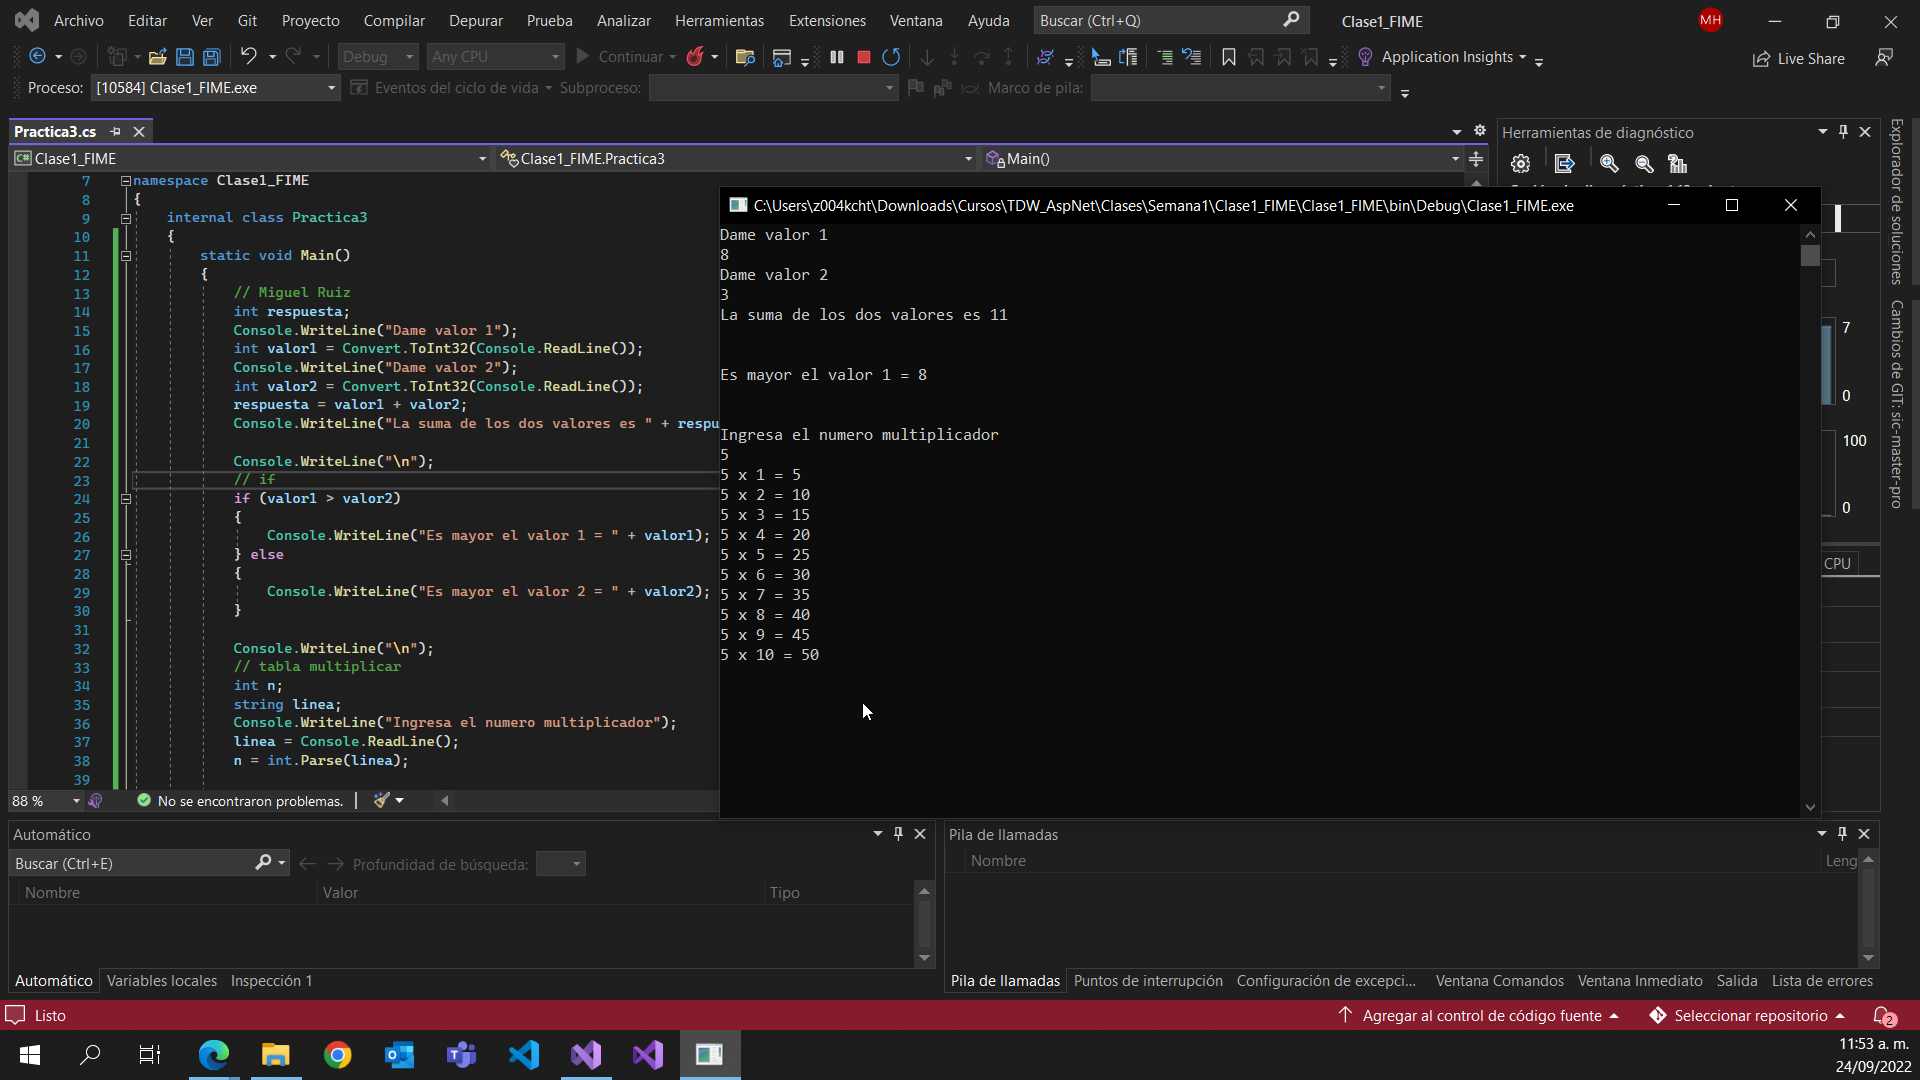 Archivo Editar Ver Git Proyecto Compilar Depurar Prueba Analizar Herramientas Extensiones Ventana Ayuda Buscar (Ctrl+Q) Clase1_FIME MH
Debug Any CPU Continuar Application Insights Live Share
Proceso: [10584] Clase1_FIME.exe Eventos del ciclo de vida Subproceso: Marco de pila:
Practica3.cs
Clase1_FIME Clase1_FIME.Practica3 Main()
7 namespace Clase1_FIME
8 {
9 internal class Practica3
10 {
11 static void Main()
12 {
13 // Miguel Ruiz
14 int respuesta;
15 Console.WriteLine("Dame valor 1");
16 int valor1 = Convert.ToInt32(Console.ReadLine());
17 Console.WriteLine("Dame valor 2");
18 int valor2 = Convert.ToInt32(Console.ReadLine());
19 respuesta = valor1 + valor2;
20 Console.WriteLine("La suma de los dos valores es " + respu
21
22 Console.WriteLine("\n");
23 // if
24 if (valor1 > valor2)
25 {
26 Console.WriteLine("Es mayor el valor 1 = " + valor1);
27 } else
28 {
29 Console.WriteLine("Es mayor el valor 2 = " + valor2);
30 }
31
32 Console.WriteLine("\n");
33 // tabla multiplicar
34 int n;
35 string linea;
36 Console.WriteLine("Ingresa el numero multiplicador");
37 linea = Console.ReadLine();
38 n = int.Parse(linea);
39
88 % No se encontraron problemas.
C:\Users\z004kcht\Downloads\Cursos\TDW_AspNet\Clases\Semana1\Clase1_FIME\Clase1_FIME\bin\Debug\Clase1_FIME.exe
Dame valor 1
8
Dame valor 2
3
La suma de los dos valores es 11
Es mayor el valor 1 = 8
Ingresa el numero multiplicador
5
5 x 1 = 5
5 x 2 = 10
5 x 3 = 15
5 x 4 = 20
5 x 5 = 25
5 x 6 = 30
5 x 7 = 35
5 x 8 = 40
5 x 9 = 45
5 x 10 = 50
Herramientas de diagnóstico
7
0
100
0
CPU
Explorador de soluciones
Cambios de GIT: sic-master-pro
Automático
Buscar (Ctrl+E) Profundidad de búsqueda:
Nombre Valor Tipo
Automático Variables locales Inspección 1
Pila de llamadas
Nombre Leng
Pila de llamadas Puntos de interrupción Configuración de excepci... Ventana Comandos Ventana Inmediato Salida Lista de errores
Listo Agregar al control de código fuente Seleccionar repositorio 2
11:53 a. m.
24/09/2022